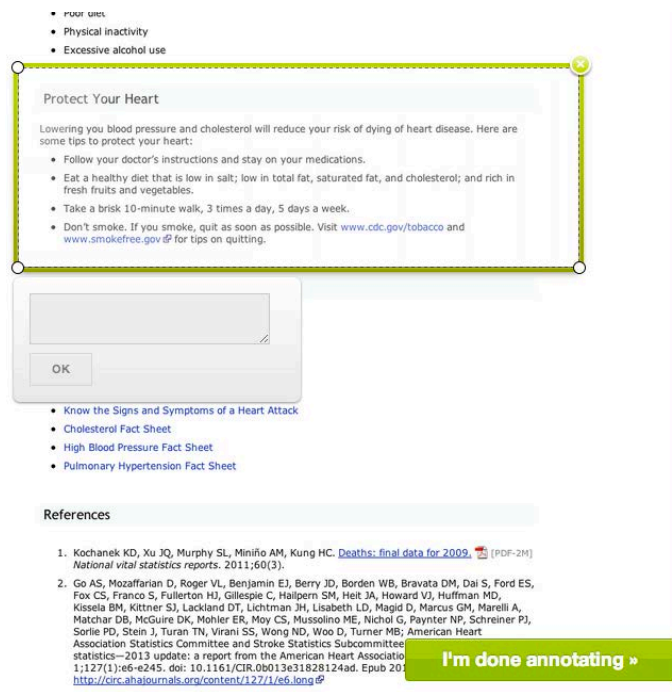 Poor diet
Physical inactivity
Excessive alcohol use
Protect Your Heart
Lowering you blood pressure and cholesterol will reduce your risk of dying of heart disease. Here are
some tips to protect your heart:
Follow your doctor's instructions and stay on your medications.
Eat a healthy diet that is low in salt; low in total fat, saturated fat, and cholesterol; and rich in
fresh fruits and vegetables.
Take a brisk 10-minute walk, 3 times a day, 5 days a week.
Don't smoke. If you smoke, quit as soon as possible. Visit www.cdc.gov/tobacco and
www.smokefree.gov for tips on quitting.
OK
Know the Signs and Symptoms of a Heart Attack
Cholesterol Fact Sheet
High Blood Pressure Fact Sheet
Pulmonary Hypertension Fact Sheet
References
1. Kochanek KD, Xu JQ, Murphy SL, Miniño AM, Kung HC. Deaths: final data for 2009. [PDF-2M]
National vital statistics reports. 2011;60(3).
2. Go AS, Mozaffarian D, Roger VL, Benjamin EJ, Berry JD, Borden WB, Bravata DM, Dai S, Ford ES,
Fox CS, Franco S, Fullerton HJ, Gillespie C, Hailpern SM, Heit JA, Howard VJ, Huffman MD,
Kissela BM, Kittner SJ, Lackland DT, Lichtman JH, Lisabeth LD, Magid D, Marcus GM, Marelli A,
Matchar DB, McGuire DK, Mohler ER, Moy CS, Mussolino ME, Nichol G, Paynter NP, Schreiner PJ,
Sorlie PD, Stein J, Turan TN, Virani SS, Wong ND, Woo D, Turner MB; American Heart
Association Statistics Committee and Stroke Statistics Subcommittee
statistics—2013 update: a report from the American Heart Associatio
1;127(1):e6-e245. doi: 10.1161/CIR.0b013e31828124ad. Epub 201
http://circ.ahajournals.org/content/127/1/e6.long
I'm done annotating »